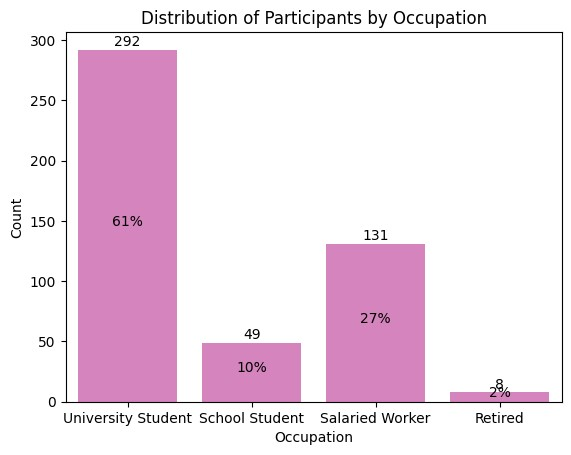 Distribution of Participants by Occupation
300
250
200
150
100
50
0
Count
292
61%
49
10%
131
27%
8
2%
University Student
School Student
Salaried Worker
Retired
Occupation